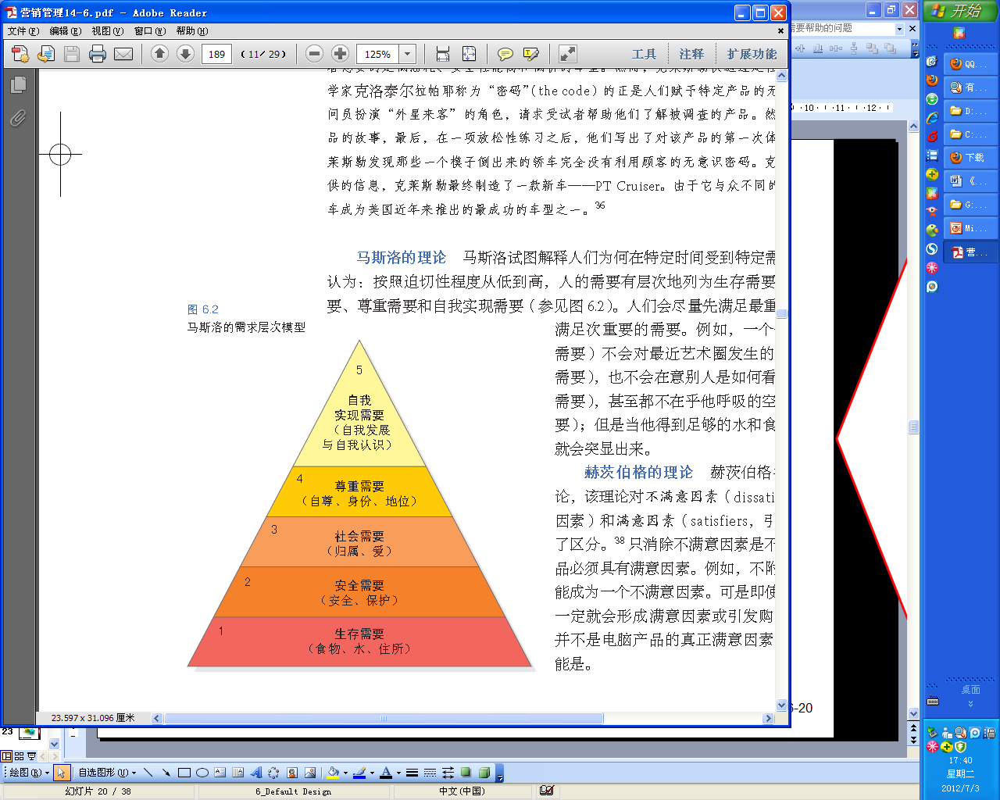 营销管理14-6.pdf - Adobe Reader
文件(F) 编辑(E) 视图(V) 窗口(W) 帮助(H)
189 (11/29) 125% 工具 注释 扩展功能
学家克洛泰尔拉帕耶称为“密码”(the code)的正是人们赋予特定产品的无
间员扮演“外星来客”的角色，请求受试者帮助他们了解被调查的产品。然
品的故事，最后，在一项放松性练习之后，他们写出了对该产品的第一次体
莱斯勒发现那些一个模子倒出来的轿车完全没有利用顾客的无意识密码。克
供的信息，克莱斯勒最终制造了一款新车——PT Cruiser。由于它与众不同的
车成为美国近年来推出的最成功的车型之一。36
马斯洛的理论 马斯洛试图解释人们为何在特定时间受到特定需
认为：按照迫切性程度从低到高，人的需要有层次地列为生存需要
要、尊重需要和自我实现需要（参见图6.2）。人们会尽量先满足最重
图 6.2
马斯洛的需求层次模型
5
自我
实现需要
（自我发展
与自我认识）
4
尊重需要
（自尊、身份、地位）
3
社会需要
（归属、爱）
2
安全需要
（安全、保护）
1
生存需要
（食物、水、住所）
满足次重要的需要。例如，一个
需要）不会对最近艺术圈发生的
需要），也不会在意别人是如何看
需要），甚至都不在乎他呼吸的空
要）；但是当他得到足够的水和食
就会突显出来。
赫茨伯格的理论 赫茨伯格
论，该理论对不满意因素（dissati
因素）和满意因素（satisfiers，引
了区分。38只消除不满意因素是不
品必须具有满意因素。例如，不附
能成为一个不满意因素。可是即使
一定就会形成满意因素或引发购
并不是电脑产品的真正满意因素
能是。
23.597 x 31.096 厘米
需要帮助的问题
10 11 12
6-20
23
绘图(R) 自选图形(U)
幻灯片 20 / 38 6_Default Design 中文(中国)
开始
QQ...
有...
D:...
C:...
下载
《...
G:...
Mi...
营...
桌面
17:40
星期二
2012/7/3